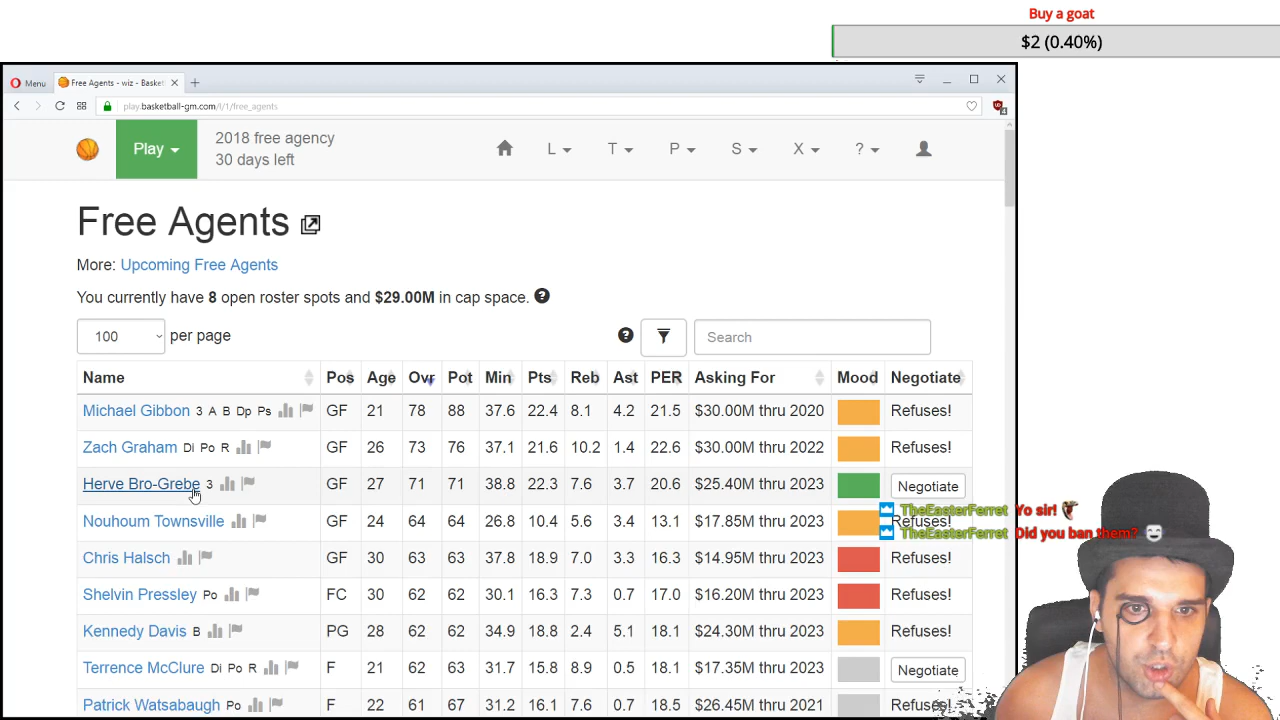 Buy a goat
$2 (0.40%)
Menu
Free Agents - wiz - Basket
play.basketball-gm.com/l/1/free_agents
Play
2018 free agency
30 days left
L
T
P
S
X
?
Free Agents
More: Upcoming Free Agents
You currently have 8 open roster spots and $29.00M in cap space.
100 per page
Search
Name Pos Age Ovr Pot Min Pts Reb Ast PER Asking For Mood Negotiate
Michael Gibbon 3 A B Dp Ps GF 21 78 88 37.6 22.4 8.1 4.2 21.5 $30.00M thru 2020 Refuses!
Zach Graham Di Po R GF 26 73 76 37.1 21.6 10.2 1.4 22.6 $30.00M thru 2022 Refuses!
Herve Bro-Grebe 3 GF 27 71 71 38.8 22.3 7.6 3.7 20.6 $25.40M thru 2023 Negotiate
TheEasterFerret Yo sir!
Nouhoum Townsville GF 24 64 64 26.8 10.4 5.6 3.4 13.1 $17.85M thru 2023 Refuses!
TheEasterFerret Did you ban them?
Chris Halsch GF 30 63 63 37.8 18.9 7.0 3.3 16.3 $14.95M thru 2023 Refuses!
Shelvin Pressley Po FC 30 62 62 30.1 16.3 7.3 0.7 17.0 $16.20M thru 2023 Refuses!
Kennedy Davis B PG 28 62 62 34.9 18.8 2.4 5.1 18.1 $24.30M thru 2023 Refuses!
Terrence McClure Di Po R F 21 62 63 31.7 15.8 8.9 0.5 18.1 $17.35M thru 2023 Negotiate
Patrick Watsabaugh Po F 22 61 67 31.2 16.1 7.6 0.7 18.5 $26.45M thru 2021 Refuses!